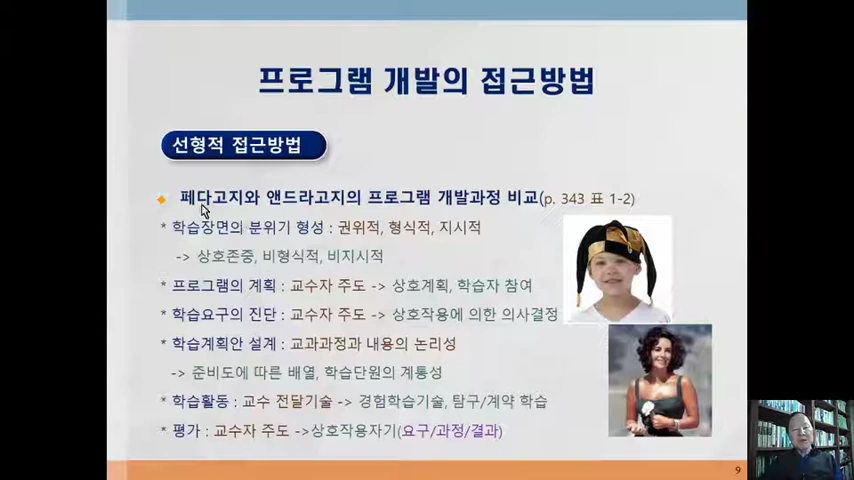 프로그램 개발의 접근방법
선형적 접근방법
페다고지와 앤드라고지의 프로그램 개발과정 비교(p. 343 표 1-2)
* 학습장면의 분위기 형성 : 권위적, 형식적, 지시적
-> 상호존중, 비형식적, 비지시적
* 프로그램의 계획 : 교수자 주도 -> 상호계획, 학습자 참여
* 학습요구의 진단 : 교수자 주도 -> 상호작용에 의한 의사결정
* 학습계획안 설계 : 교과과정과 내용의 논리성
-> 준비도에 따른 배열, 학습단원의 계통성
* 학습활동 : 교수 전달기술 -> 경험학습기술, 탐구/계약 학습
* 평가 : 교수자 주도 ->상호작용자기(요구/과정/결과)
9